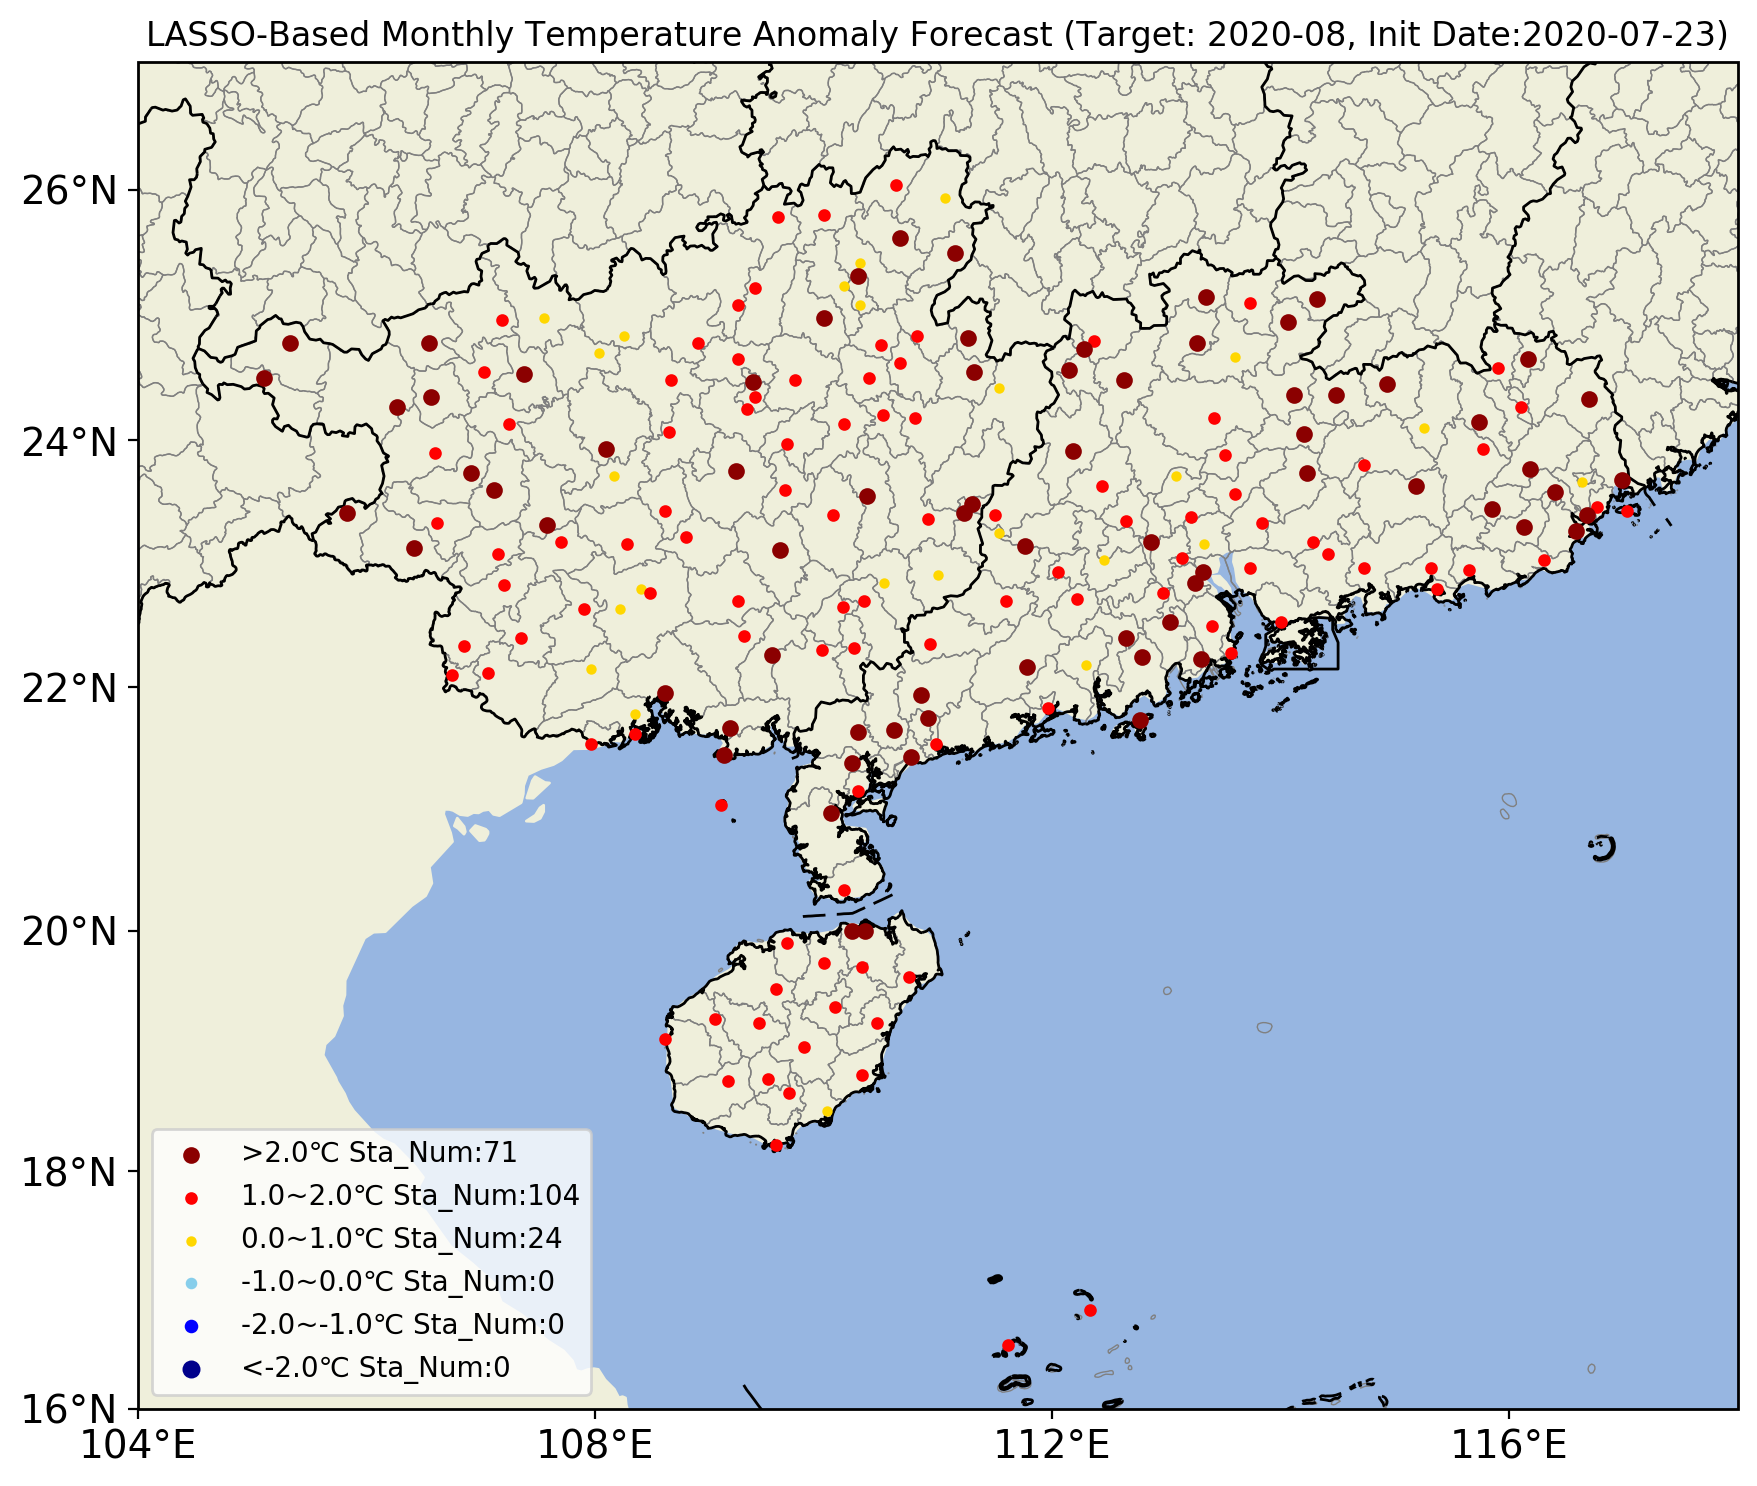 LASSO-Based Monthly Temperature Anomaly Forecast (Target: 2020-08, Init Date:2020-07-23)
26°N
24°N
22°N
20°N
18°N
16°N
>2.0℃ Sta_Num:71
1.0~2.0℃ Sta_Num:104
0.0~1.0℃ Sta_Num:24
-1.0~0.0℃ Sta_Num:0
-2.0~-1.0℃ Sta_Num:0
<-2.0℃ Sta_Num:0
104°E
108°E
112°E
116°E